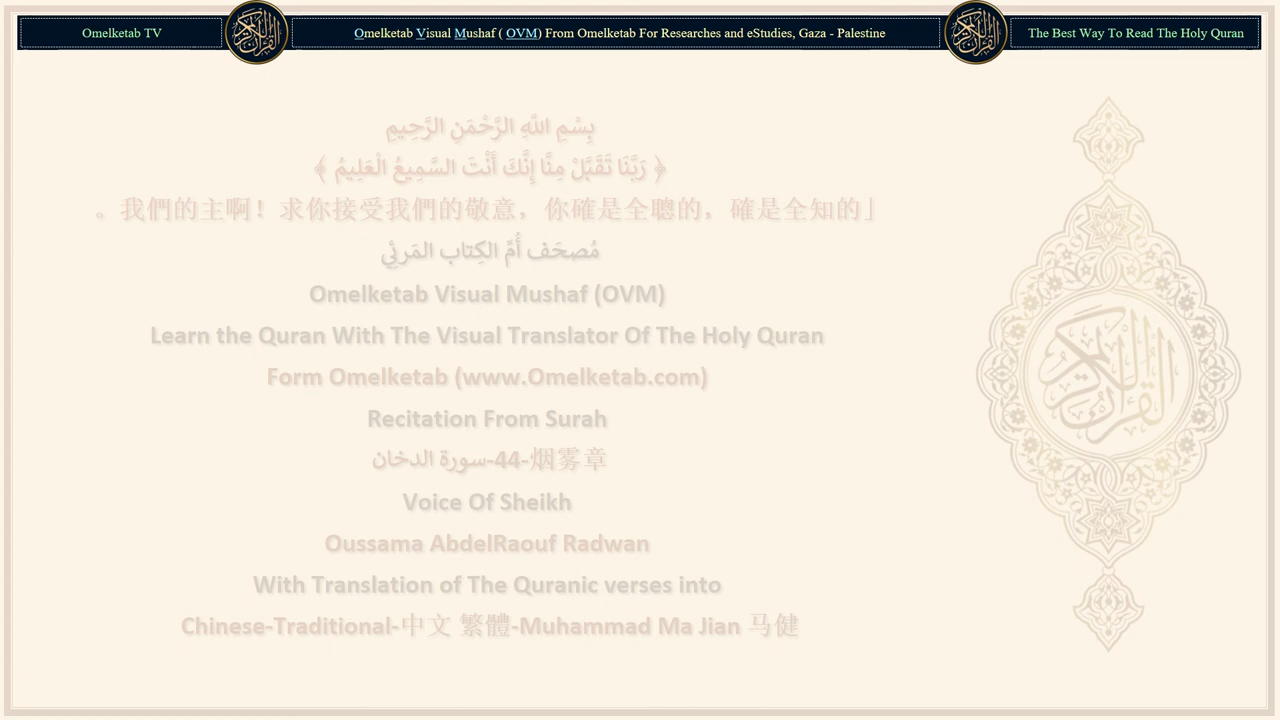 Omelketab TV
Omelketab Visual Mushaf ( OVM) From Omelketab For Researches and eStudies, Gaza - Palestine
The Best Way To Read The Holy Quran
بِسْمِ اللَّهِ الرَّحْمَنِ الرَّحِيمِ
﴿ رَبَّنَا تَقَبَّلْ مِنَّا إِنَّكَ أَنْتَ السَّمِيعُ الْعَلِيمُ ﴾
。我們的主啊！求你接受我們的敬意，你確是全聰的，確是全知的」
مُصحَف أُمِّ الكِتاب المَرئِي
Omelketab Visual Mushaf (OVM)
Learn the Quran With The Visual Translator Of The Holy Quran
Form Omelketab (www.Omelketab.com)
Recitation From Surah
سورة الدخان-44-烟雾章
Voice Of Sheikh
Oussama AbdelRaouf Radwan
With Translation of The Quranic verses into
Chinese-Traditional-中文 繁體-Muhammad Ma Jian 马健
القرآن الكريم